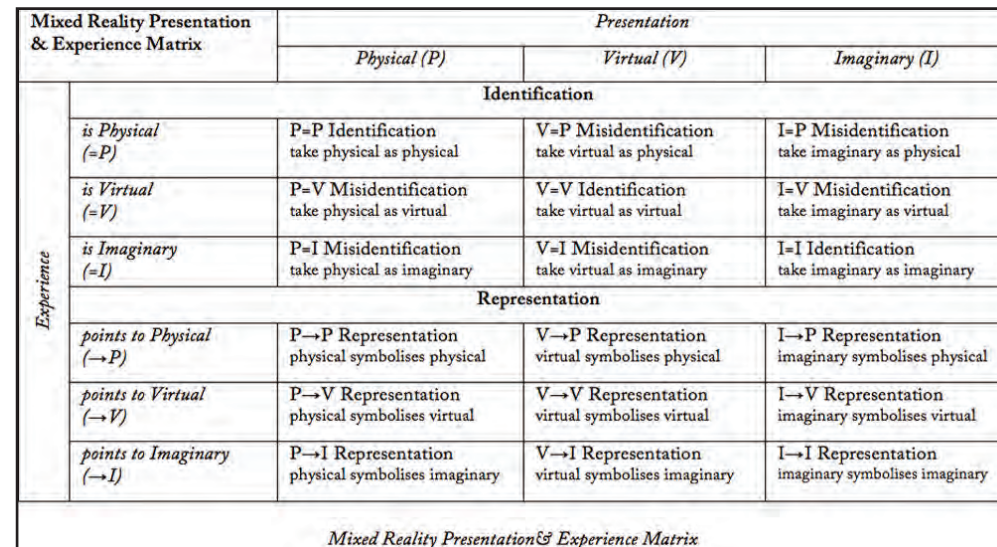 Mixed Reality Presentation
& Experience Matrix
Presentation
Physical (P)
Virtual (V)
Imaginary (I)
Experience
Identification
is Physical
(=P)
P=P Identification
take physical as physical
V=P Misidentification
take virtual as physical
I=P Misidentification
take imaginary as physical
is Virtual
(=V)
P=V Misidentification
take physical as virtual
V=V Identification
take virtual as virtual
I=V Misidentification
take imaginary as virtual
is Imaginary
(=I)
P=I Misidentification
take physical as imaginary
V=I Misidentification
take virtual as imaginary
I=I Identification
take imaginary as imaginary
Representation
points to Physical
(→P)
P→P Representation
physical symbolises physical
V→P Representation
virtual symbolises physical
I→P Representation
imaginary symbolises physical
points to Virtual
(→V)
P→V Representation
physical symbolises virtual
V→V Representation
virtual symbolises virtual
I→V Representation
imaginary symbolises virtual
points to Imaginary
(→I)
P→I Representation
physical symbolises imaginary
V→I Representation
virtual symbolises imaginary
I→I Representation
imaginary symbolises imaginary
Mixed Reality Presentation& Experience Matrix